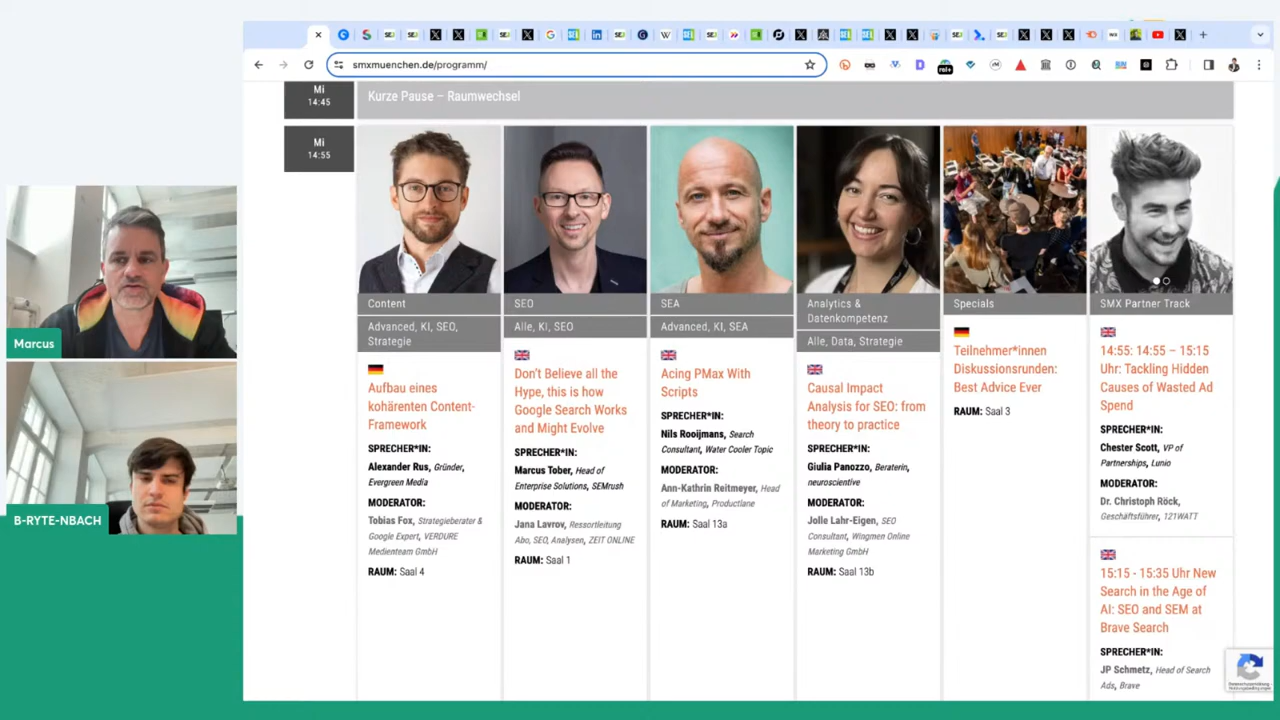 smxmuenchen.de/programm/
Mi
14:45
Kurze Pause – Raumwechsel
Mi
14:55
Content
Advanced, KI, SEO,
Strategie
Aufbau eines
kohärenten Content-
Framework
SPRECHER*IN:
Alexander Rus, Gründer,
Evergreen Media
MODERATOR:
Tobias Fox, Strategieberater &
Google Expert, VERDURE
Medienteam GmbH
RAUM: Saal 4
SEO
Alle, KI, SEO
Don't Believe all the
Hype, this is how
Google Search Works
and Might Evolve
SPRECHER*IN:
Marcus Tober, Head of
Enterprise Solutions, SEMrush
MODERATOR:
Jana Lavrov, Ressortleitung
Abo, SEO, Analysen, ZEIT ONLINE
RAUM: Saal 1
SEA
Advanced, KI, SEA
Acing PMax With
Scripts
SPRECHER*IN:
Nils Rooijmans, Search
Consultant, Water Cooler Topic
MODERATOR:
Ann-Kathrin Reitmeyer, Head
of Marketing, Productlane
RAUM: Saal 13a
Analytics &
Datenkompetenz
Alle, Data, Strategie
Causal Impact
Analysis for SEO: from
theory to practice
SPRECHER*IN:
Giulia Panozzo, Beraterin,
neuroscientive
MODERATOR:
Jolle Lahr-Eigen, SEO
Consultant, Wingmen Online
Marketing GmbH
RAUM: Saal 13b
Specials
Teilnehmer*innen
Diskussionsrunden:
Best Advice Ever
RAUM: Saal 3
SMX Partner Track
14:55: 14:55 – 15:15
Uhr: Tackling Hidden
Causes of Wasted Ad
Spend
SPRECHER*IN:
Chester Scott, VP of
Partnerships, Lunio
MODERATOR:
Dr. Christoph Röck,
Geschäftsführer, 121WATT
15:15 - 15:35 Uhr New
Search in the Age of
AI: SEO and SEM at
Brave Search
SPRECHER*IN:
JP Schmetz, Head of Search
Ads, Brave
Marcus
B-RYTE-NBACH